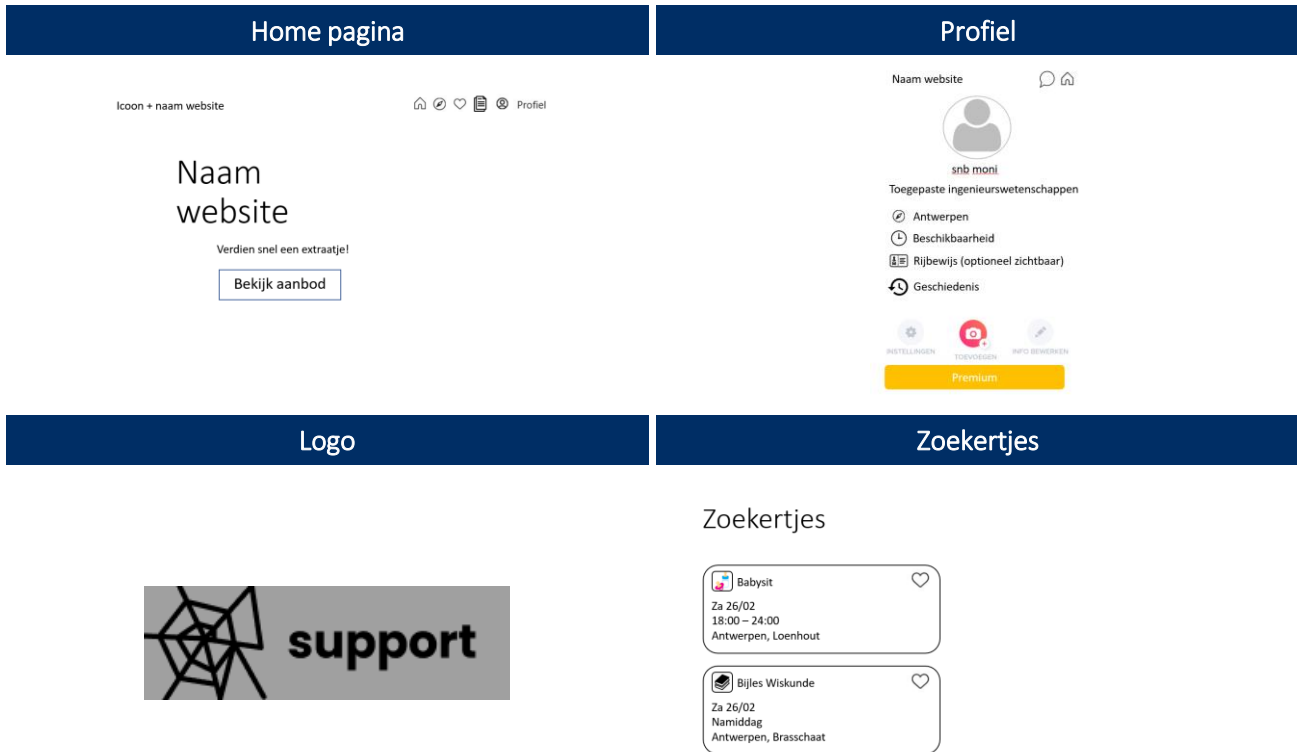 Home pagina
Icoon + naam website
Profiel
Naam
website
Verdien snel een extraatje!
Bekijk aanbod
Profiel
Naam website
snb moni
Toegepaste ingenieurswetenschappen
Antwerpen
Beschikbaarheid
Rijbewijs (optioneel zichtbaar)
Geschiedenis
INSTELLINGEN
TOEVOEGEN
INFO BEWERKEN
Premium
Logo
support
Zoekertjes
Zoekertjes
Babysit
Za 26/02
18:00 – 24:00
Antwerpen, Loenhout
Bijles Wiskunde
Za 26/02
Namiddag
Antwerpen, Brasschaat